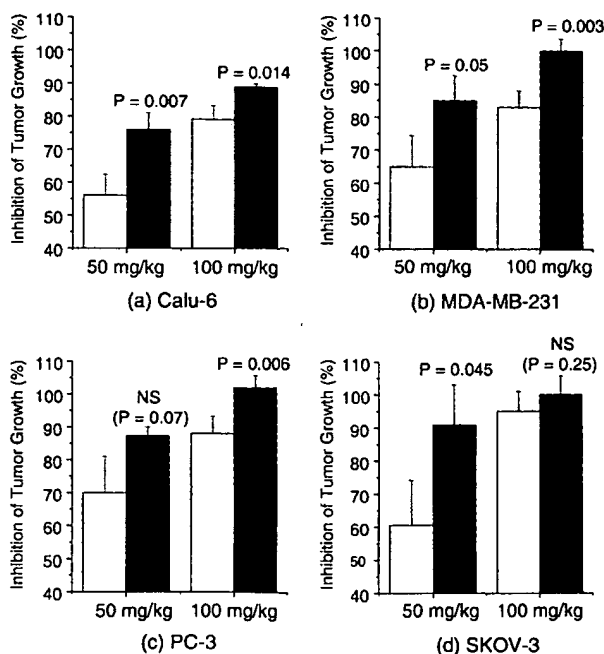 Inhibition of Tumor Growth (%)
110
100
90
80
70
60
50
40
P = 0.007
P = 0.014
50 mg/kg
100 mg/kg
(a) Calu-6
Inhibition of Tumor Growth (%)
110
100
90
80
70
60
50
40
P = 0.05
P = 0.003
50 mg/kg
100 mg/kg
(b) MDA-MB-231
Inhibition of Tumor Growth (%)
110
100
90
80
70
60
50
40
NS
(P = 0.07)
P = 0.006
50 mg/kg
100 mg/kg
(c) PC-3
Inhibition of Tumor Growth (%)
110
100
90
80
70
60
50
40
P = 0.045
NS
(P = 0.25)
50 mg/kg
100 mg/kg
(d) SKOV-3